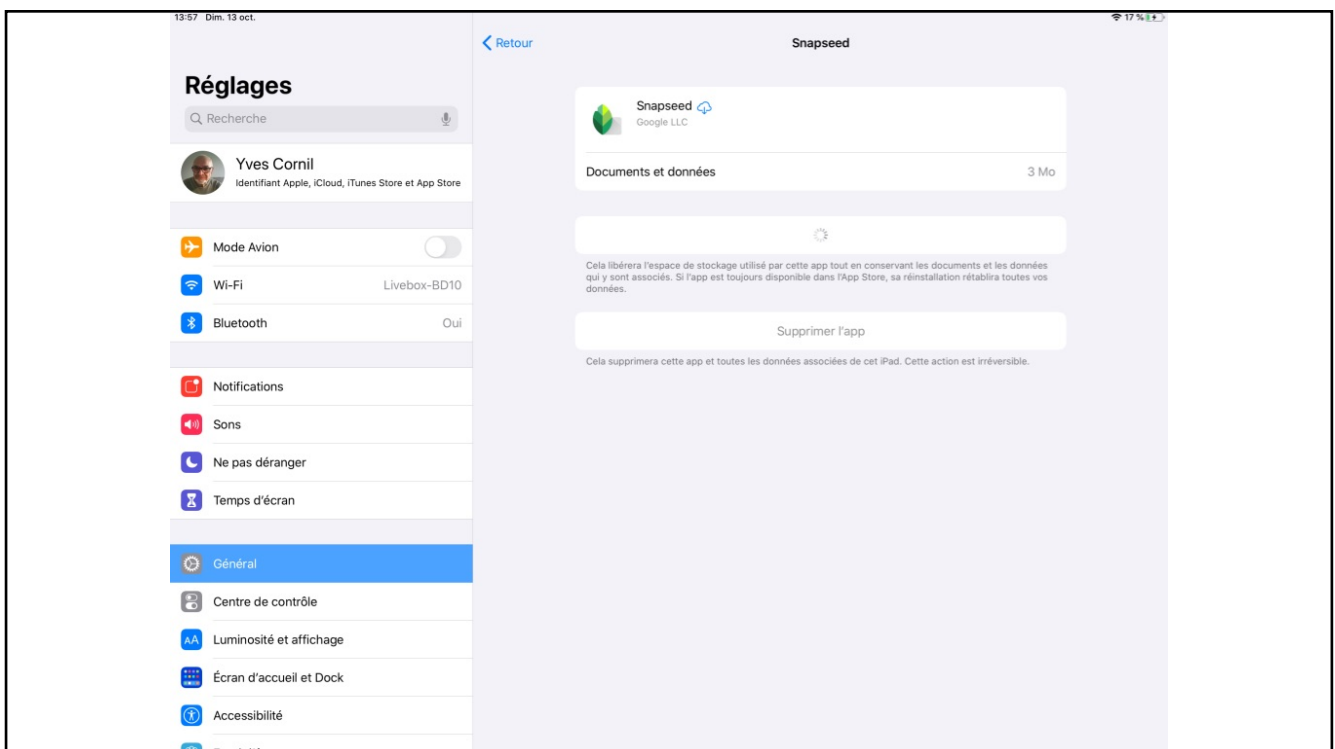 13:57 Dim. 13 oct.
17 %
Retour
Snapseed
Réglages
Recherche
Yves Cornil
Identifiant Apple, iCloud, iTunes Store et App Store
Mode Avion
Wi-Fi Livebox-BD10
Bluetooth Oui
Notifications
Sons
Ne pas déranger
Temps d'écran
Général
Centre de contrôle
AA Luminosité et affichage
Écran d'accueil et Dock
Accessibilité
Snapseed
Google LLC
Documents et données 3 Mo
Cela libérera l'espace de stockage utilisé par cette app tout en conservant les documents et les données
qui y sont associés. Si l'app est toujours disponible dans l'App Store, sa réinstallation rétablira toutes vos
données.
Supprimer l'app
Cela supprimera cette app et toutes les données associées de cet iPad. Cette action est irréversible.